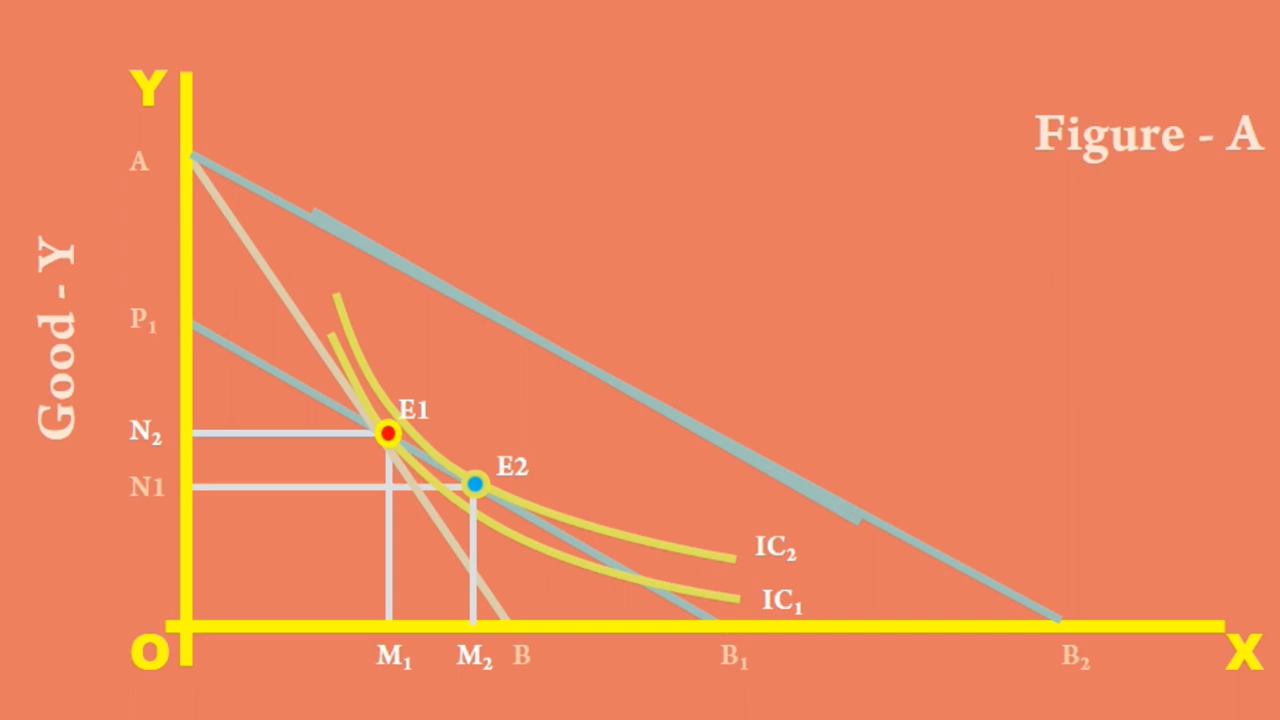 Y
Figure - A
A
Good - Y
P₁
E1
N₂
E2
N1
IC₂
IC₁
O
M₁
M₂
B
B₁
B₂
X